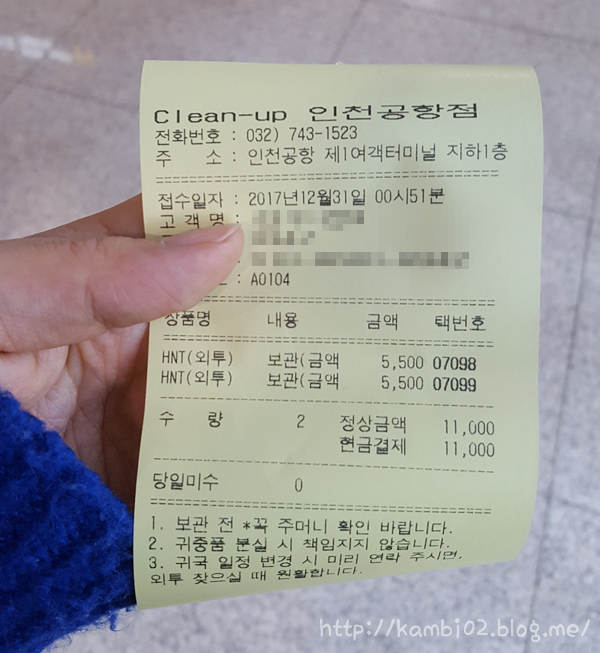 Clean-up 인천공항점
전화번호 : 032) 743-1523
주 소 : 인천공항 제1여객터미널 지하1층
접수일자 : 2017년12월31일 00시51분
고 객 명 :
:
:
: A0104
상품명 내용 금액 택번호
HNT(외투) 보관(금액 5,500 07098
HNT(외투) 보관(금액 5,500 07099
수 량 2 정상금액 11,000
현금결제 11,000
당일미수 0
1. 보관 전 *꼭 주머니 확인 바랍니다.
2. 귀중품 분실 시 책임지지 않습니다.
3. 귀국 일정 변경 시 미리 연락 주시면,
외투 찾으실 때 원활합니다.
http://kambi02.blog.me/